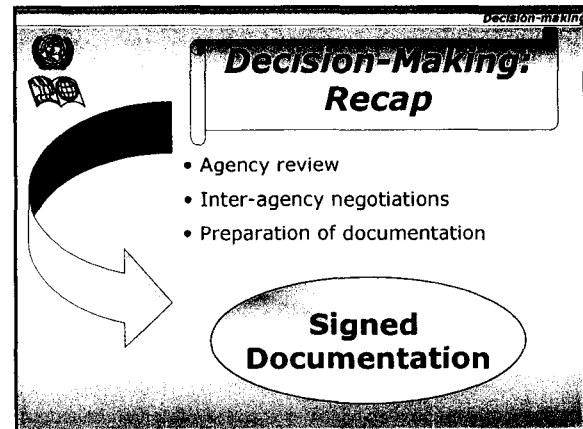 Decision-making
Decision-Making:
Recap
• Agency review
• Inter-agency negotiations
• Preparation of documentation
Signed
Documentation